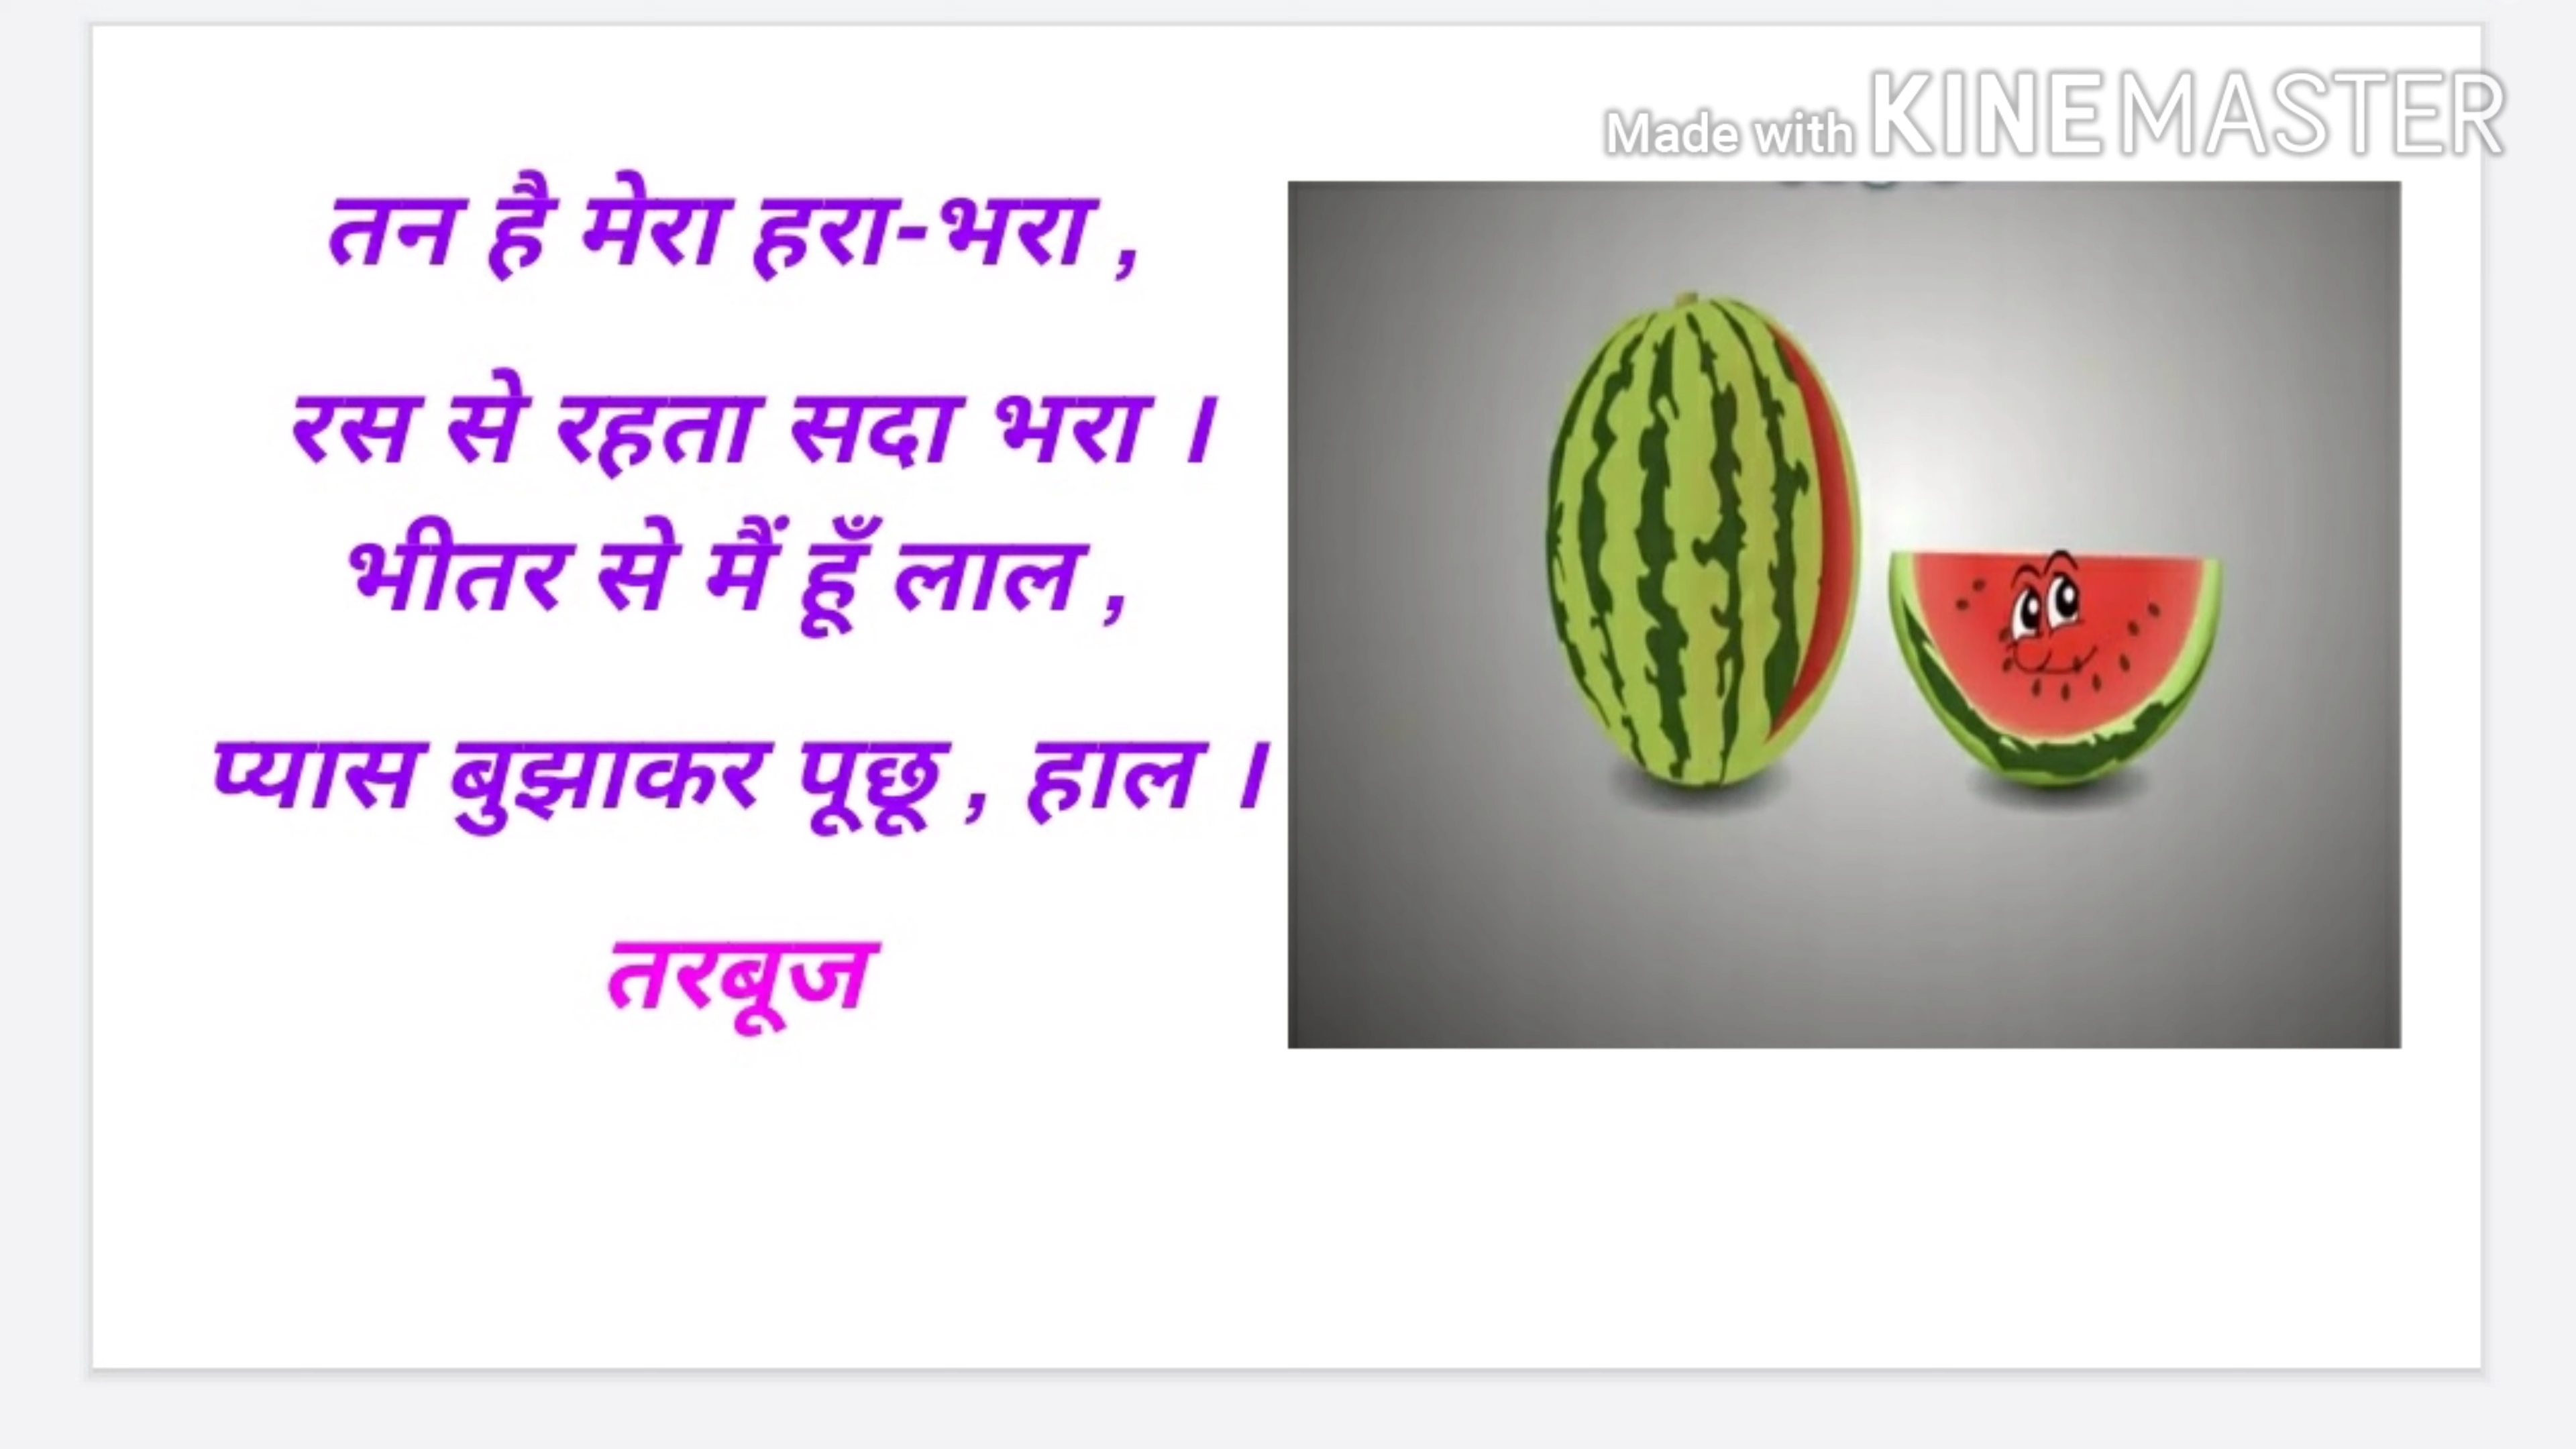 Made with KINEMASTER
तन है मेरा हरा-भरा ,
रस से रहता सदा भरा ।
भीतर से मैं हूँ लाल ,
प्यास बुझाकर पूछू , हाल ।
तरबूज